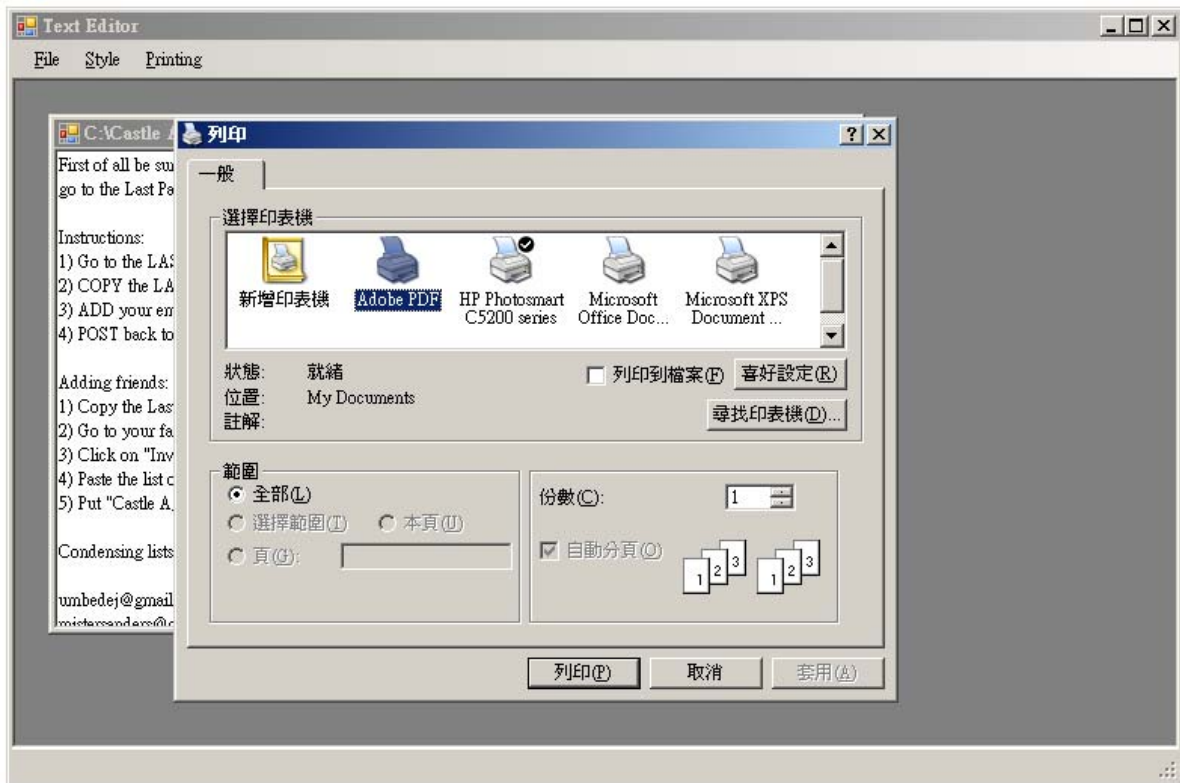 Text Editor
File Style Printing
C:\Castle A
First of all be su
go to the Last Pa
Instructions:
1) Go to the LAS
2) COPY the LA
3) ADD your em
4) POST back to
Adding friends:
1) Copy the Las
2) Go to your fa
3) Click on "Inv
4) Paste the list o
5) Put "Castle A
Condensing lists
umbedej@gmail
mistersanders@g
列印
一般
選擇印表機
新增印表機
Adobe PDF
HP Photosmart
C5200 series
Microsoft
Office Doc...
Microsoft XPS
Document ...
狀態: 就緒
位置: My Documents
註解:
列印到檔案(F)
喜好設定(R)
尋找印表機(D)...
範圍
全部(L)
選擇範圍(T) 本頁(U)
頁(G):
份數(C): 1
自動分頁(O)
1 2 3 1 2 3
列印(P) 取消 套用(A)